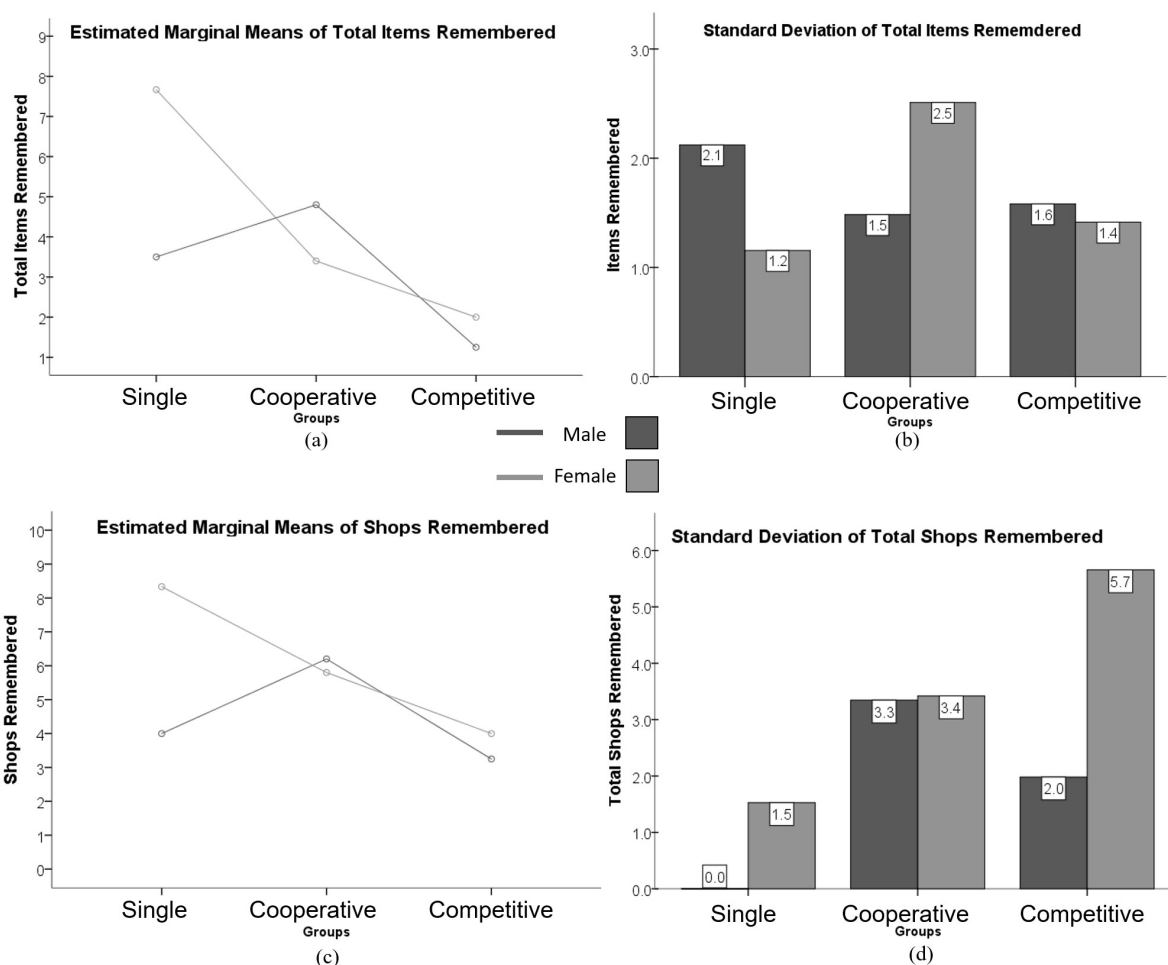 Estimated Marginal Means of Total Items Remembered
Total Items Remembered
9
8
7
6
5
4
3
2
1
Single Cooperative Competitive
Groups
(a)
Standard Deviation of Total Items Rememdered
Items Remembered
3.0
2.0
1.0
0.0
2.1
1.2
1.5
2.5
1.6
1.4
Single Cooperative Competitive
Groups
(b)
Male
Female
Estimated Marginal Means of Shops Remembered
Shops Remembered
10
9
8
7
6
5
4
3
2
1
0
Single Cooperative Competitive
Groups
(c)
Standard Deviation of Total Shops Remembered
Total Shops Remembered
6.0
5.0
4.0
3.0
2.0
1.0
0.0
0.0
1.5
3.3
3.4
2.0
5.7
Single Cooperative Competitive
Groups
(d)